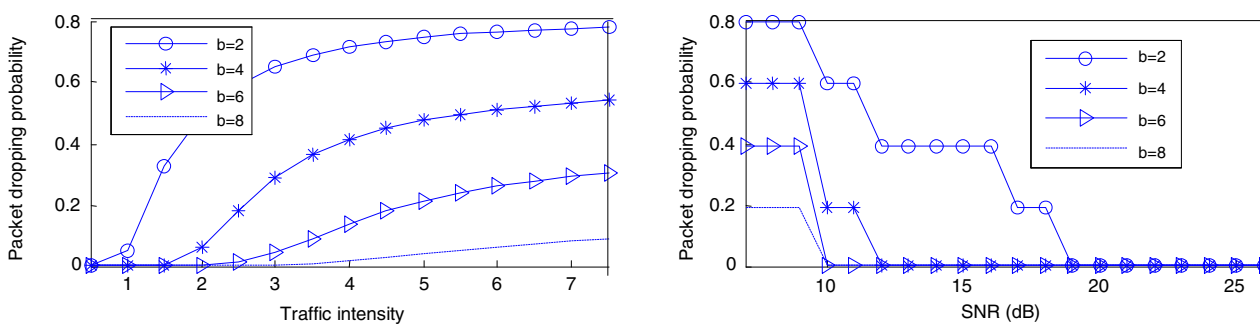 Packet dropping probability
0.8
0.6
0.4
0.2
0
b=2
b=4
b=6
b=8
1 2 3 4 5 6 7
Traffic intensity
Packet dropping probability
0.8
0.6
0.4
0.2
0
b=2
b=4
b=6
b=8
10 15 20 25
SNR (dB)